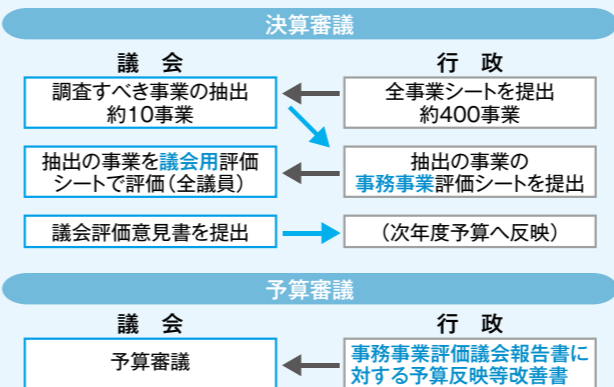 決算審議
議 会
行 政
調査すべき事業の抽出
約10事業
全事業シートを提出
約400事業
抽出の事業を議会用評価
シートで評価(全議員)
抽出の事業の
事務事業評価シートを提出
議会評価意見書を提出
(次年度予算へ反映)
予算審議
議 会
行 政
予算審議
事務事業評価議会報告書に
対する予算反映等改善書